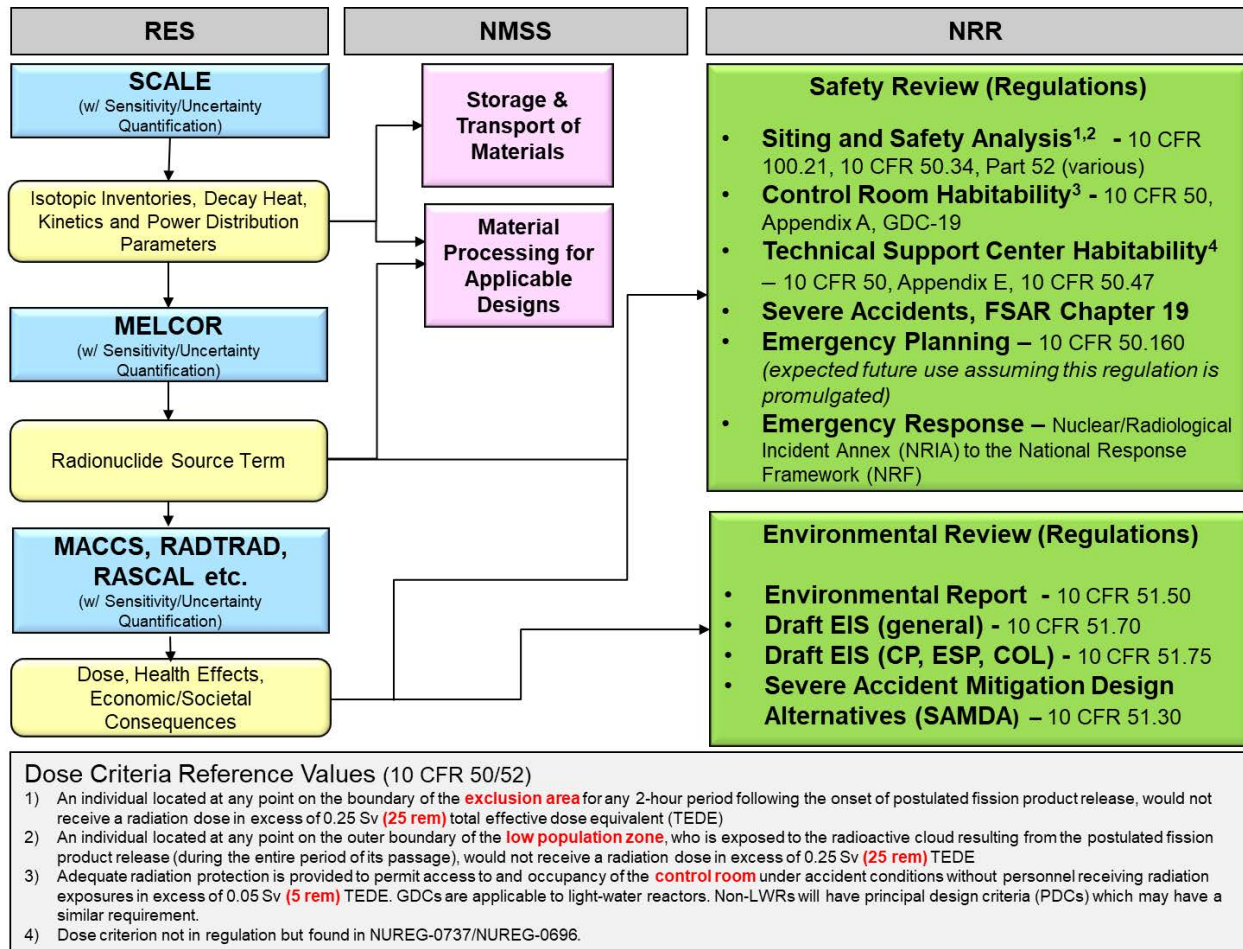 RES
NMSS
NRR
SCALE
(w/ Sensitivity/Uncertainty
Quantification)
Isotopic Inventories, Decay Heat,
Kinetics and Power Distribution
Parameters
MELCOR
(w/ Sensitivity/Uncertainty
Quantification)
Radionuclide Source Term
MACCS, RADTRAD,
RASCAL etc.
(w/ Sensitivity/Uncertainty
Quantification)
Dose, Health Effects,
Economic/Societal
Consequences
Storage &
Transport of
Materials
Material
Processing for
Applicable
Designs
Safety Review (Regulations)
• Siting and Safety Analysis1,2 - 10 CFR
100.21, 10 CFR 50.34, Part 52 (various)
• Control Room Habitability3 - 10 CFR 50,
Appendix A, GDC-19
• Technical Support Center Habitability4
– 10 CFR 50, Appendix E, 10 CFR 50.47
• Severe Accidents, FSAR Chapter 19
• Emergency Planning – 10 CFR 50.160
(expected future use assuming this regulation is
promulgated)
• Emergency Response – Nuclear/Radiological
Incident Annex (NRIA) to the National Response
Framework (NRF)
Environmental Review (Regulations)
• Environmental Report - 10 CFR 51.50
• Draft EIS (general) - 10 CFR 51.70
• Draft EIS (CP, ESP, COL) - 10 CFR 51.75
• Severe Accident Mitigation Design
Alternatives (SAMDA) – 10 CFR 51.30
Dose Criteria Reference Values (10 CFR 50/52)
1) An individual located at any point on the boundary of the exclusion area for any 2-hour period following the onset of postulated fission product release, would not
receive a radiation dose in excess of 0.25 Sv (25 rem) total effective dose equivalent (TEDE)
2) An individual located at any point on the outer boundary of the low population zone, who is exposed to the radioactive cloud resulting from the postulated fission
product release (during the entire period of its passage), would not receive a radiation dose in excess of 0.25 Sv (25 rem) TEDE
3) Adequate radiation protection is provided to permit access to and occupancy of the control room under accident conditions without personnel receiving radiation
exposures in excess of 0.05 Sv (5 rem) TEDE. GDCs are applicable to light-water reactors. Non-LWRs will have principal design criteria (PDCs) which may have a
similar requirement.
4) Dose criterion not in regulation but found in NUREG-0737/NUREG-0696.